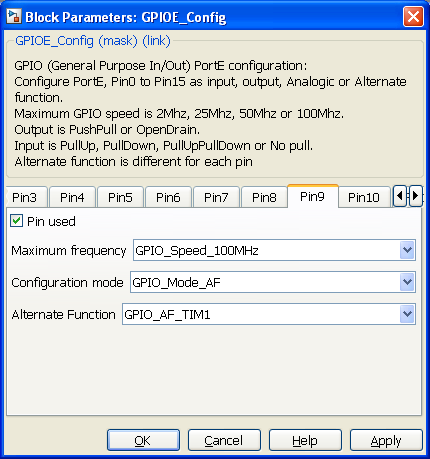 Block Parameters: GPIOE_Config
GPIOE_Config (mask) (link)
GPIO (General Purpose In/Out) PortE configuration:
Configure PortE, Pin0 to Pin15 as input, output, Analogic or Alternate
function.
Maximum GPIO speed is 2Mhz, 25Mhz, 50Mhz or 100Mhz.
Output is PushPull or OpenDrain.
Input is PullUp, PullDown, PullUpPullDown or No pull.
Alternate function is different for each pin
Pin3 Pin4 Pin5 Pin6 Pin7 Pin8 Pin9 Pin10
Pin used
Maximum frequency GPIO_Speed_100MHz
Configuration mode GPIO_Mode_AF
Alternate Function GPIO_AF_TIM1
OK Cancel Help Apply